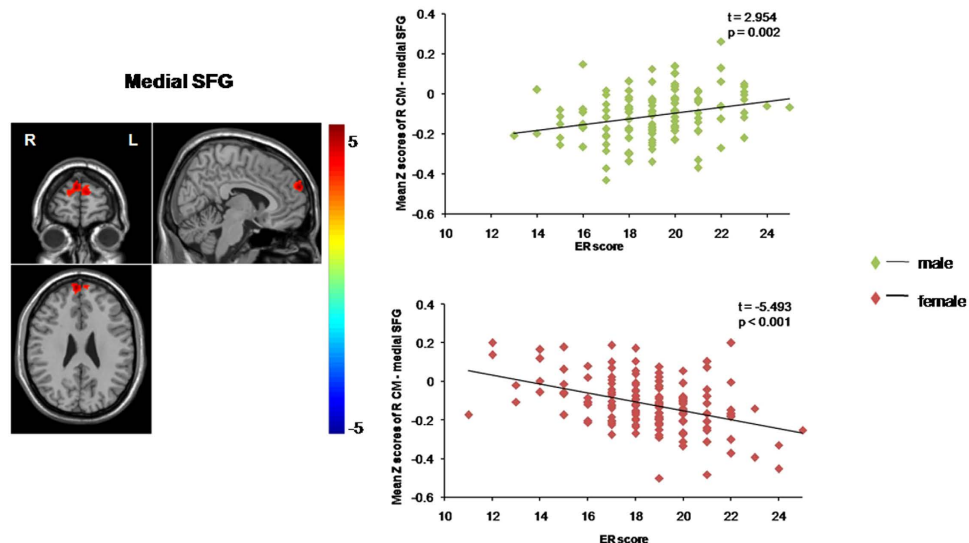 Medial SFG
R
L
5
-5
Mean Z scores of R CM - medial SFG
0.4
0.2
0
-0.2
-0.4
-0.6
t = 2.954
p = 0.002
10 12 14 16 18 20 22 24
ER score
male
female
Mean Z scores of R CM - medial SFG
0.4
0.2
0
-0.2
-0.4
-0.6
t = -5.493
p < 0.001
10 12 14 16 18 20 22 24
ER score